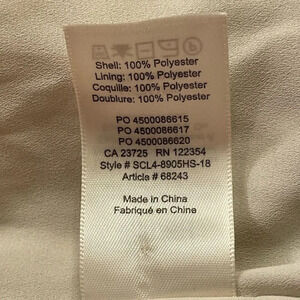 Shell: 100% Polyester
Lining: 100% Polyester
Coquille: 100% Polyester
Doublure: 100% Polyester
PO 4500086615
PO 4500086617
PO 4500086620
CA 23725 RN 122354
Style # SCL4-8905HS-18
Article # 68243
Made in China
Fabriqué en China